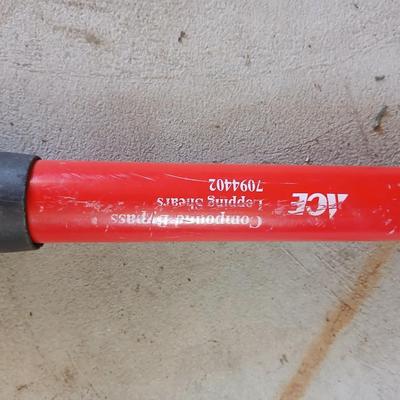 ACE
Compound Bypass
Lopping Shears
7094402